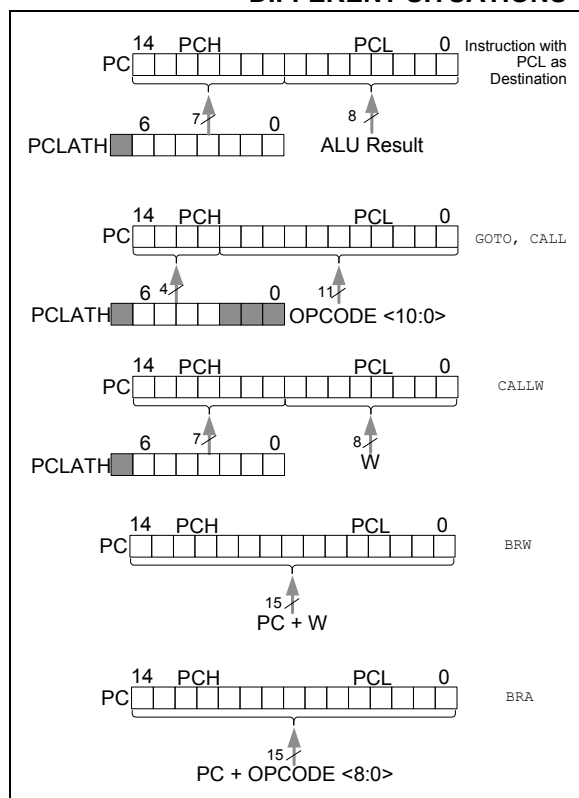 DIFFERENT SITUATIONS
14 PCH PCL 0
PC
Instruction with
PCL as
Destination
7 8
6 0
PCLATH
ALU Result
14 PCH PCL 0
PC
GOTO, CALL
4 11
6 0
PCLATH
OPCODE <10:0>
14 PCH PCL 0
PC
CALLW
7 8
6 0
PCLATH
W
14 PCH PCL 0
PC
BRW
15
PC + W
14 PCH PCL 0
PC
BRA
15
PC + OPCODE <8:0>